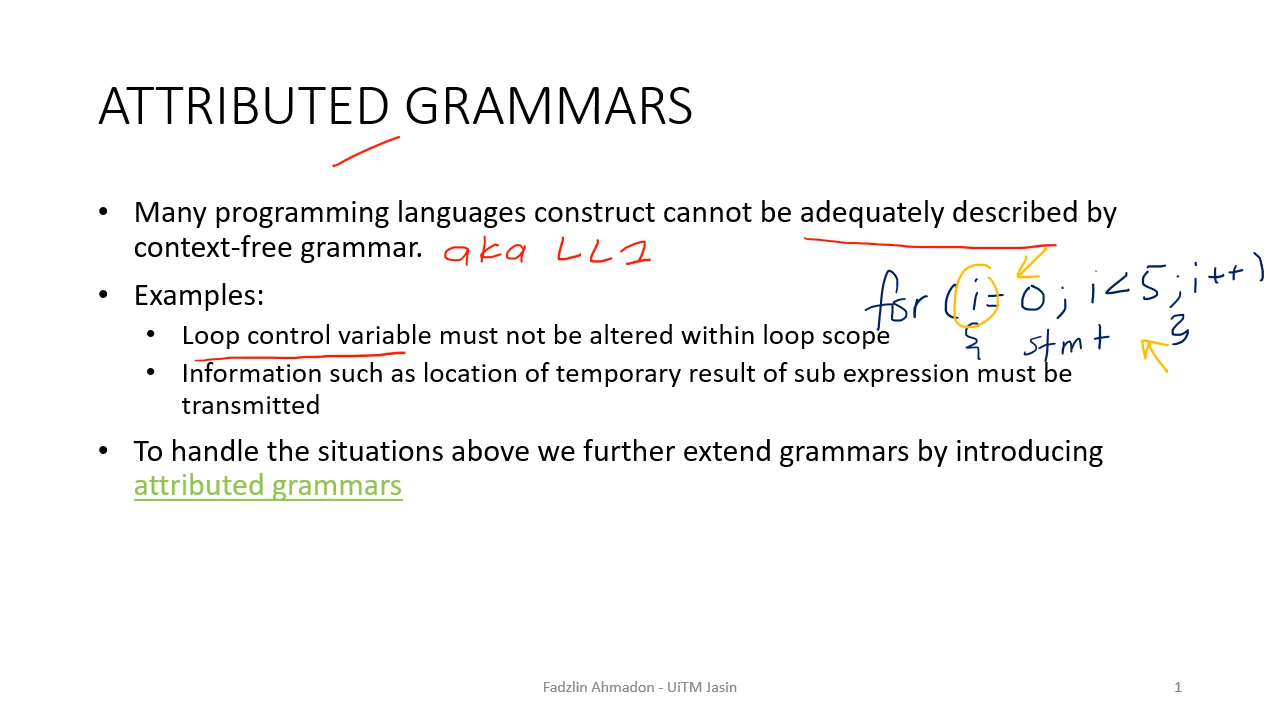 ATTRIBUTED GRAMMARS
• Many programming languages construct cannot be adequately described by
context-free grammar. aka LL1
for (i=0; i<5; i++)
• Examples:
• Loop control variable must not be altered within loop scope
{ stmt }
• Information such as location of temporary result of sub expression must be
transmitted
• To handle the situations above we further extend grammars by introducing
attributed grammars
Fadzlin Ahmadon - UiTM Jasin 1